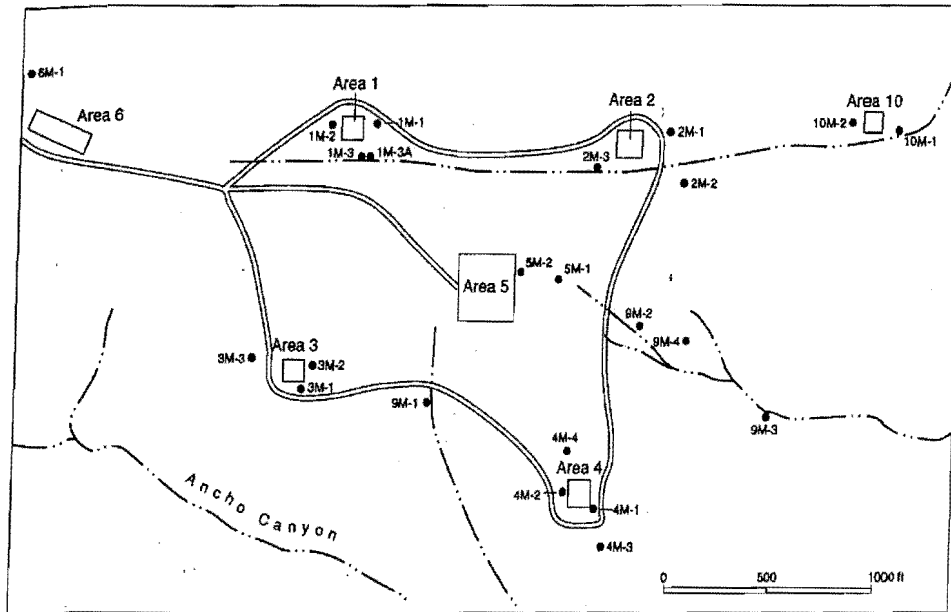 6M-1
Area 6
Area 1
1M-2
1M-1
1M-3
1M-3A
Area 2
2M-1
2M-3
2M-2
Area 10
10M-2
10M-1
5M-2
5M-1
Area 5
9M-2
9M-4
9M-3
Area 3
3M-3
3M-2
3M-1
9M-1
4M-4
Area 4
4M-2
4M-1
4M-3
Ancho Canyon
0 500 1000 ft